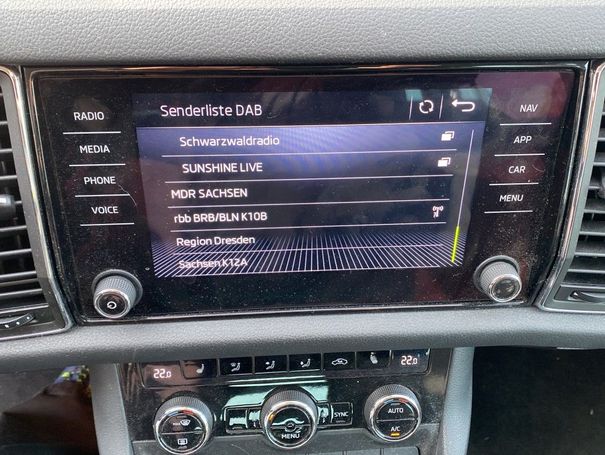 Senderliste DAB
Schwarzwaldradio
SUNSHINE LIVE
MDR SACHSEN
rbb BRB/BLN K10B
Region Dresden
Sachsen K12A
RADIO
MEDIA
PHONE
VOICE
NAV
APP
CAR
MENU
22.0
22.0
MENU
SYNC
AUTO
A/C